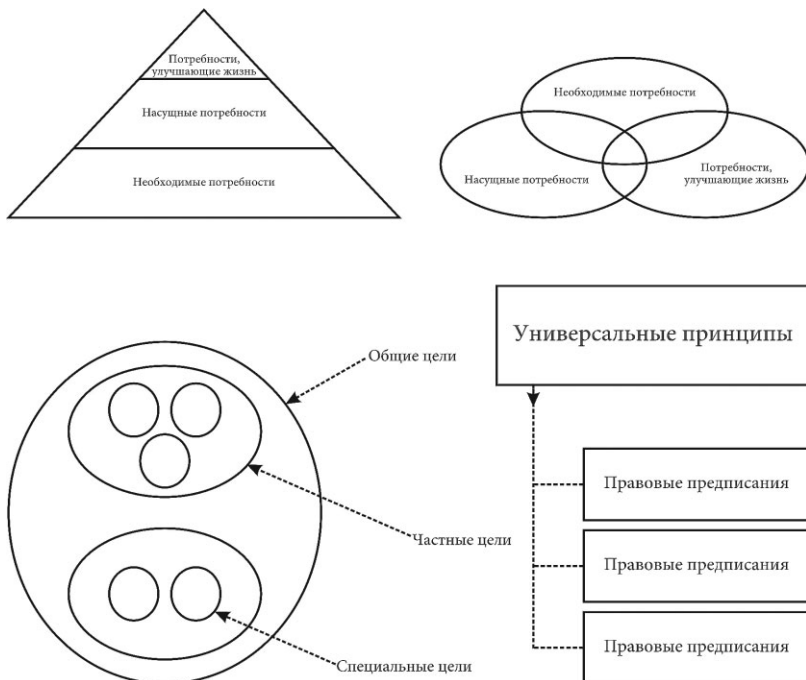 Потребности,
улучшающие жизнь
Насущные потребности
Необходимые потребности
Необходимые потребности
Насущные потребности
Потребности,
улучшающие жизнь
Общие цели
Частные цели
Специальные цели
Универсальные принципы
Правовые предписания
Правовые предписания
Правовые предписания